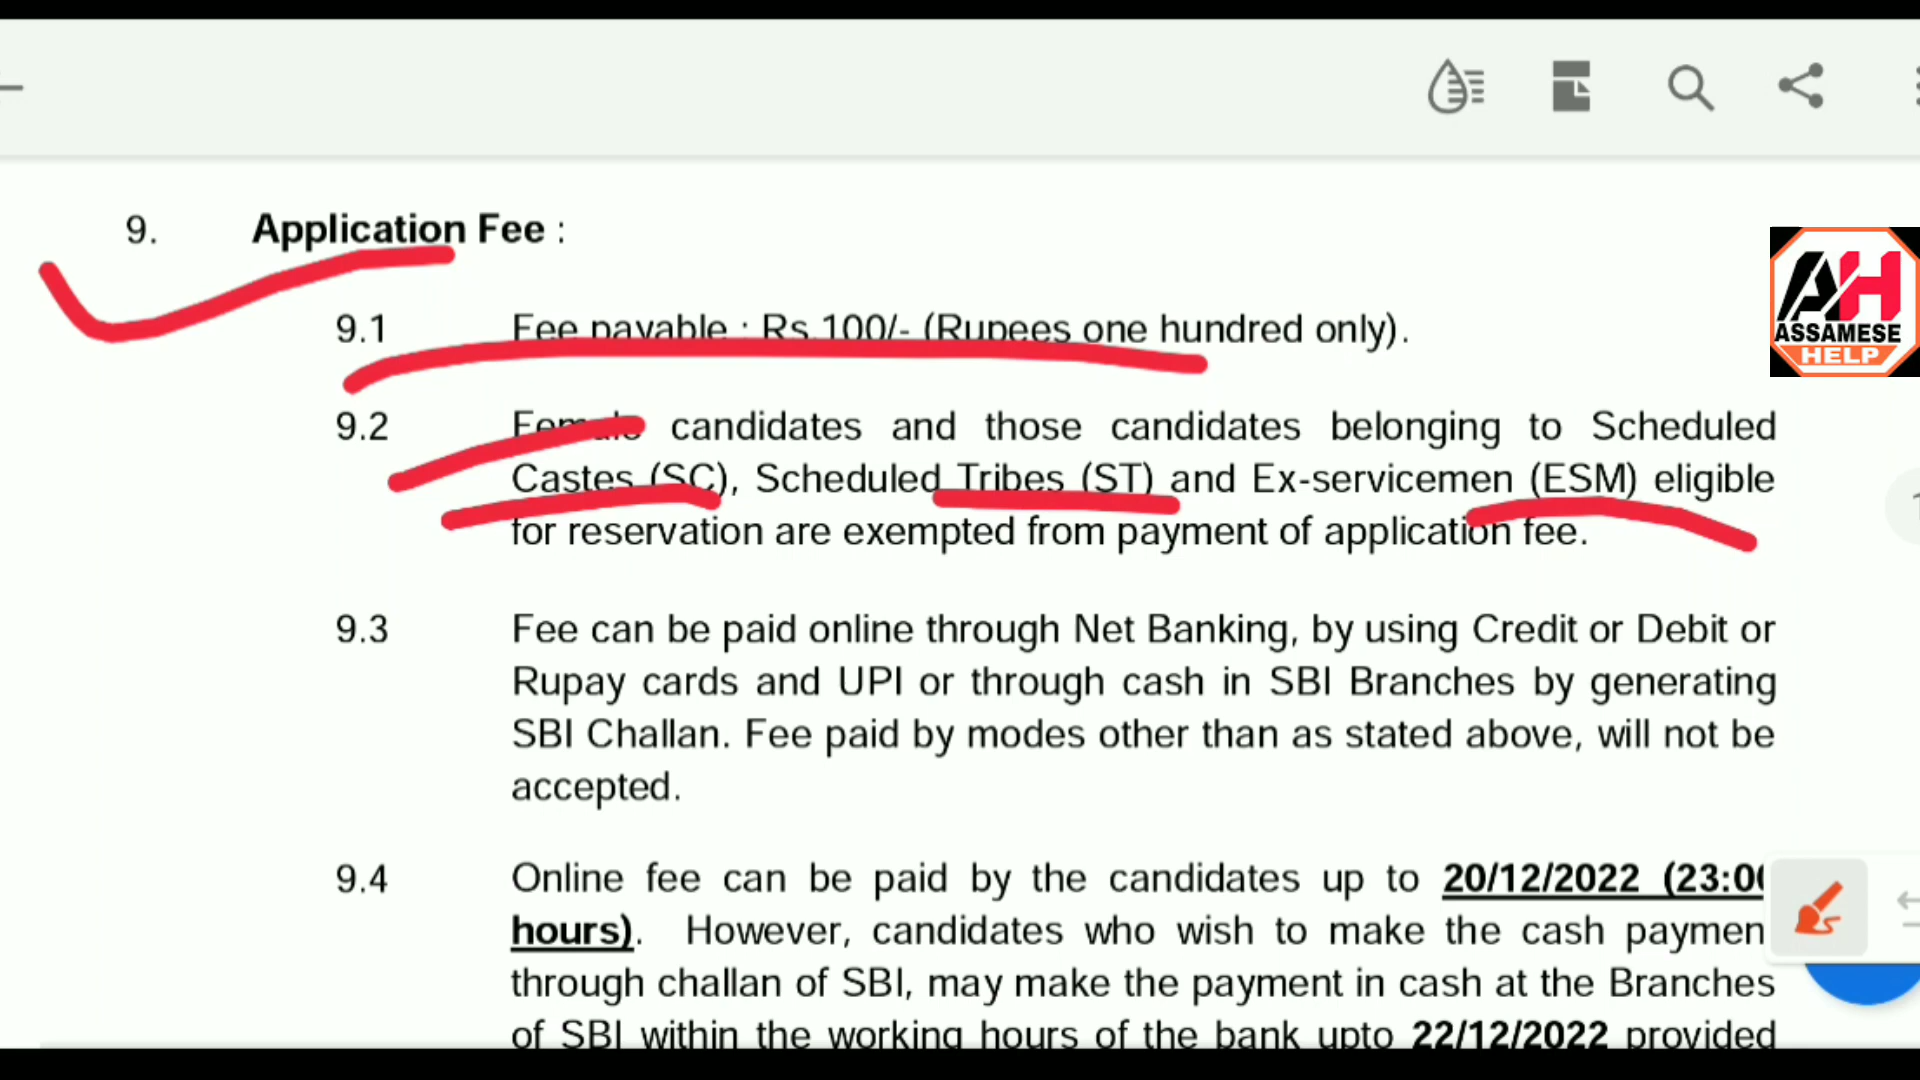 9. Application Fee :
9.1 Fee payable : Rs.100/- (Rupees one hundred only).
AH
ASSAMESE
HELP
9.2 Female candidates and those candidates belonging to Scheduled
Castes (SC), Scheduled Tribes (ST) and Ex-servicemen (ESM) eligible
for reservation are exempted from payment of application fee.
9.3 Fee can be paid online through Net Banking, by using Credit or Debit or
Rupay cards and UPI or through cash in SBI Branches by generating
SBI Challan. Fee paid by modes other than as stated above, will not be
accepted.
9.4 Online fee can be paid by the candidates up to 20/12/2022 (23:00
hours). However, candidates who wish to make the cash paymen
through challan of SBI, may make the payment in cash at the Branches
of SBI within the working hours of the bank upto 22/12/2022 provided